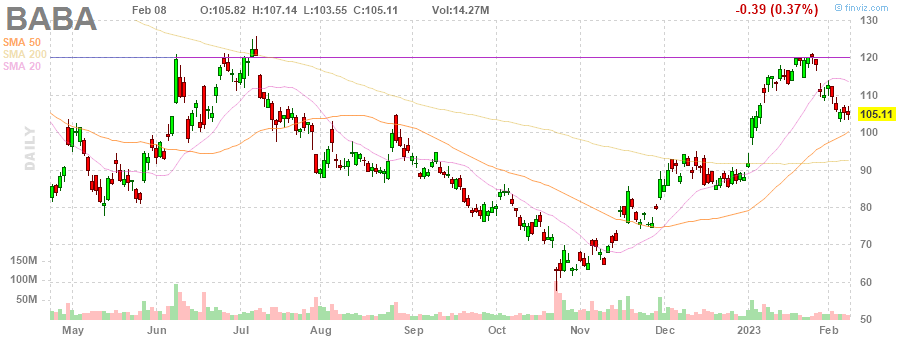 BABA
Feb 08 O:105.82 H:107.14 L:103.55 C:105.11 Vol:14.27M -0.39 (0.37%) © finviz.com
SMA 50
SMA 200
SMA 20
DAILY
130
120
110
105.11
100
90
80
70
60
50
150M
100M
50M
May Jun Jul Aug Sep Oct Nov Dec 2023 Feb